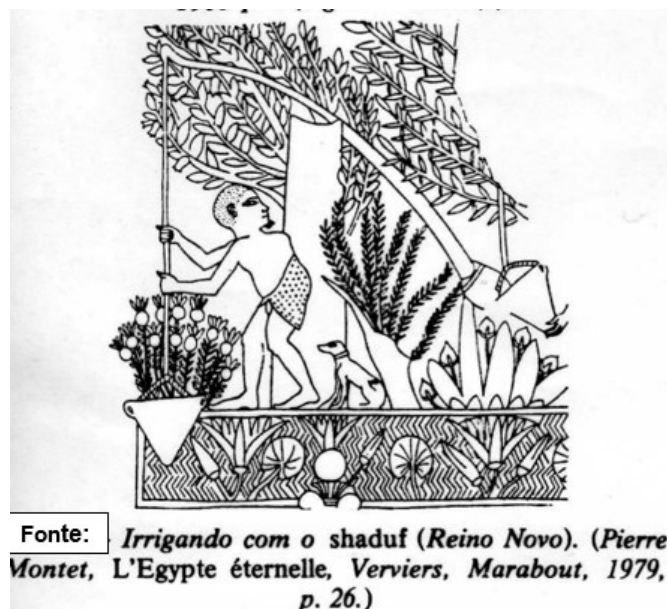 Fonte: Irrigando com o shaduf (Reino Novo). (Pierre
Montet, L'Egypte éternelle, Verviers, Marabout, 1979,
p. 26.)